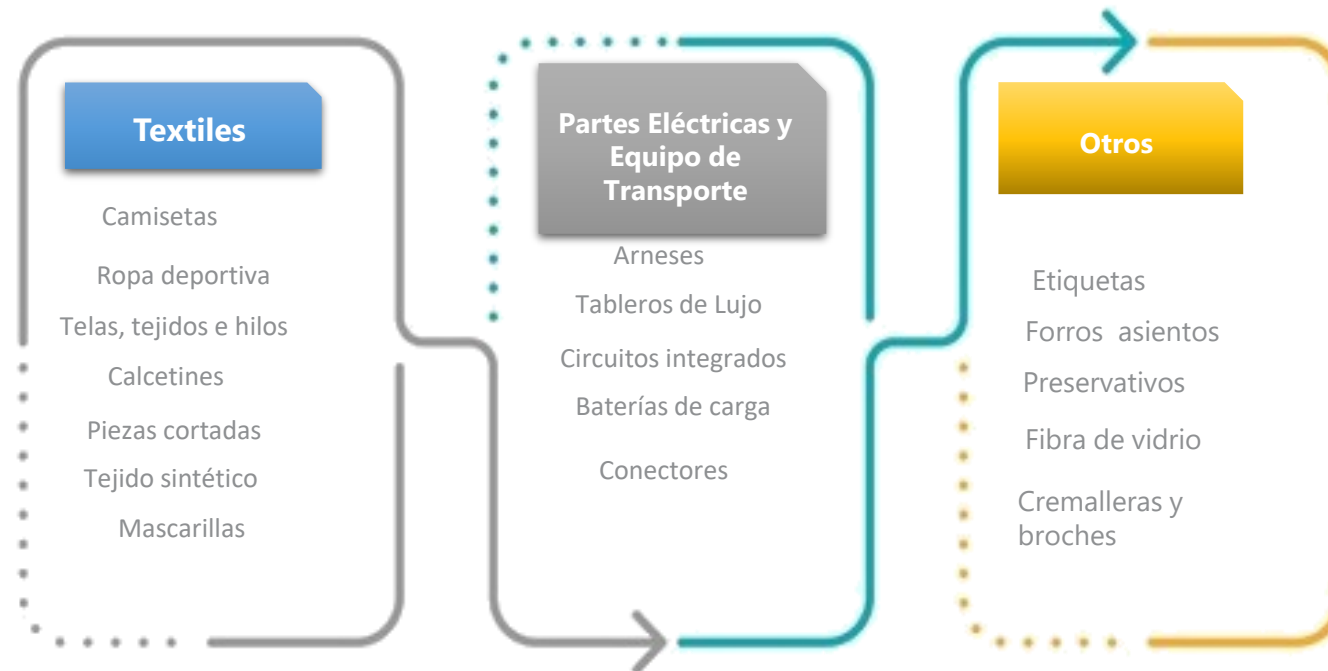 Textiles
Camisetas
Ropa deportiva
Telas, tejidos e hilos
Calcetines
Piezas cortadas
Tejido sintético
Mascarillas
Partes Eléctricas y
Equipo de
Transporte
Arneses
Tableros de Lujo
Circuitos integrados
Baterías de carga
Conectores
Otros
Etiquetas
Forros asientos
Preservativos
Fibra de vidrio
Cremalleras y
broches